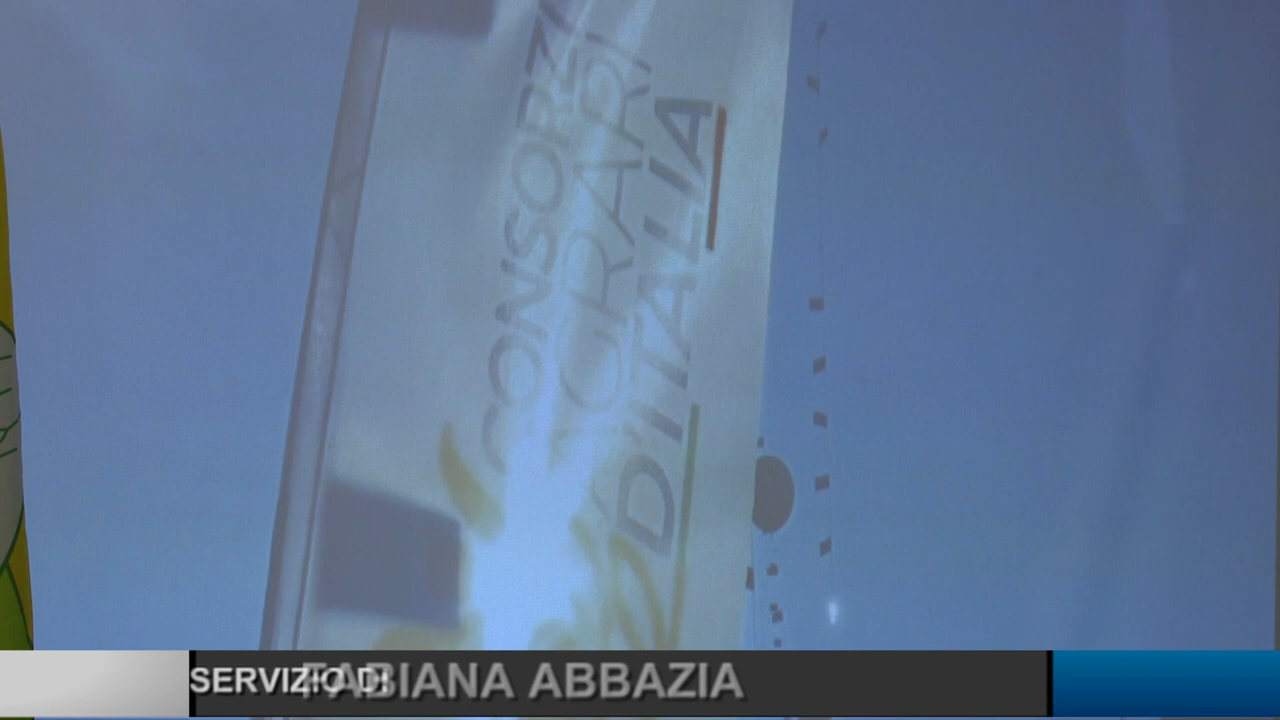 CONSORZI
AGRARI
D'ITALIA
SERVIZIO DI
FABIANA ABBAZIA